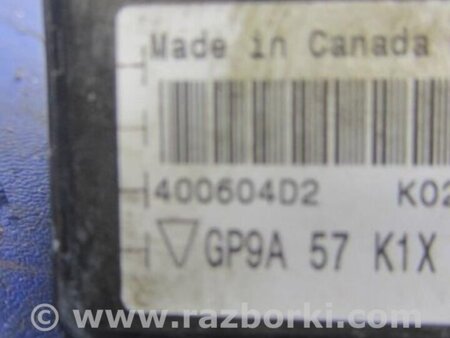 Made in Canada
400604D2 K02
GP9A 57 K1X
© www.razborki.com